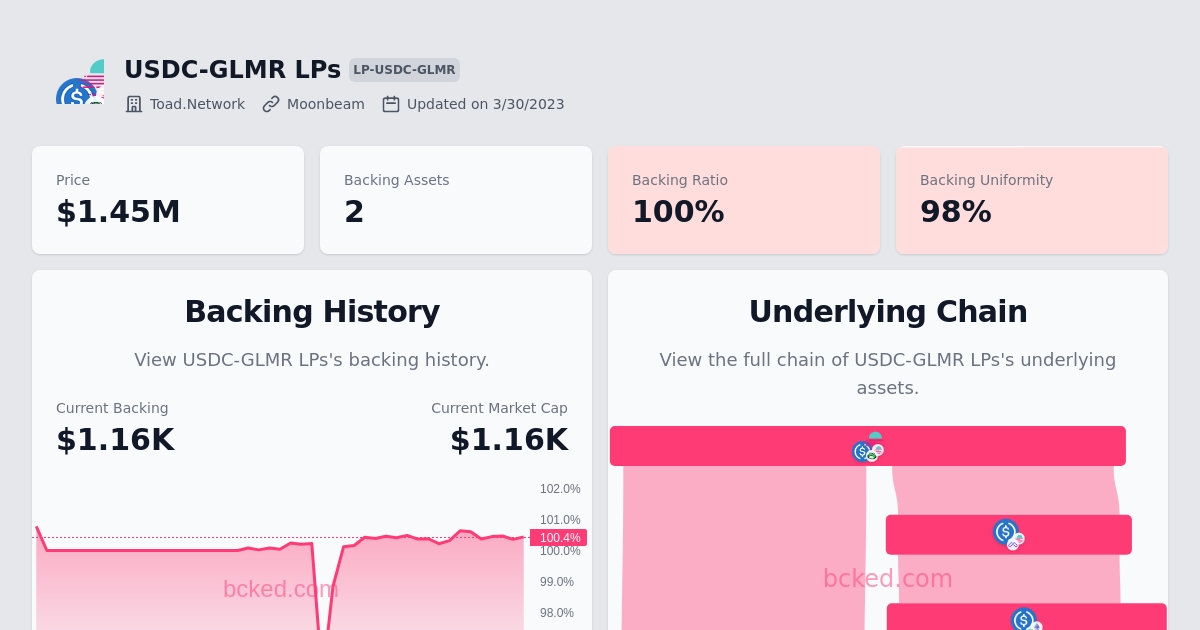 USDC-GLMR LPs LP-USDC-GLMR
Toad.Network Moonbeam Updated on 3/30/2023
Price
$1.45M
Backing Assets
2
Backing Ratio
100%
Backing Uniformity
98%
Backing History
View USDC-GLMR LPs's backing history.
Current Backing
$1.16K
Current Market Cap
$1.16K
102.0%
101.0%
100.4%
100.0%
99.0%
98.0%
bcked.com
Underlying Chain
View the full chain of USDC-GLMR LPs's underlying
assets.
bcked.com